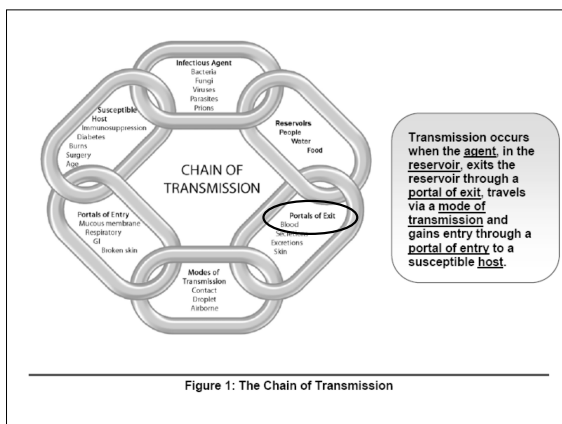 Infectious Agent
Bacteria
Fungi
Viruses
Parasites
Prions
Reservoirs
People
Water
Food
Portals of Exit
Blood
Secretions
Excretions
Skin
Modes of
Transmission
Contact
Droplet
Airborne
Portals of Entry
Mucous membrane
Respiratory
GI
Broken skin
Susceptible
Host
Immunosuppression
Diabetes
Burns
Surgery
Age
CHAIN OF
TRANSMISSION
Transmission occurs
when the agent, in the
reservoir, exits the
reservoir through a
portal of exit, travels
via a mode of
transmission and
gains entry through a
portal of entry to a
susceptible host.
Figure 1: The Chain of Transmission